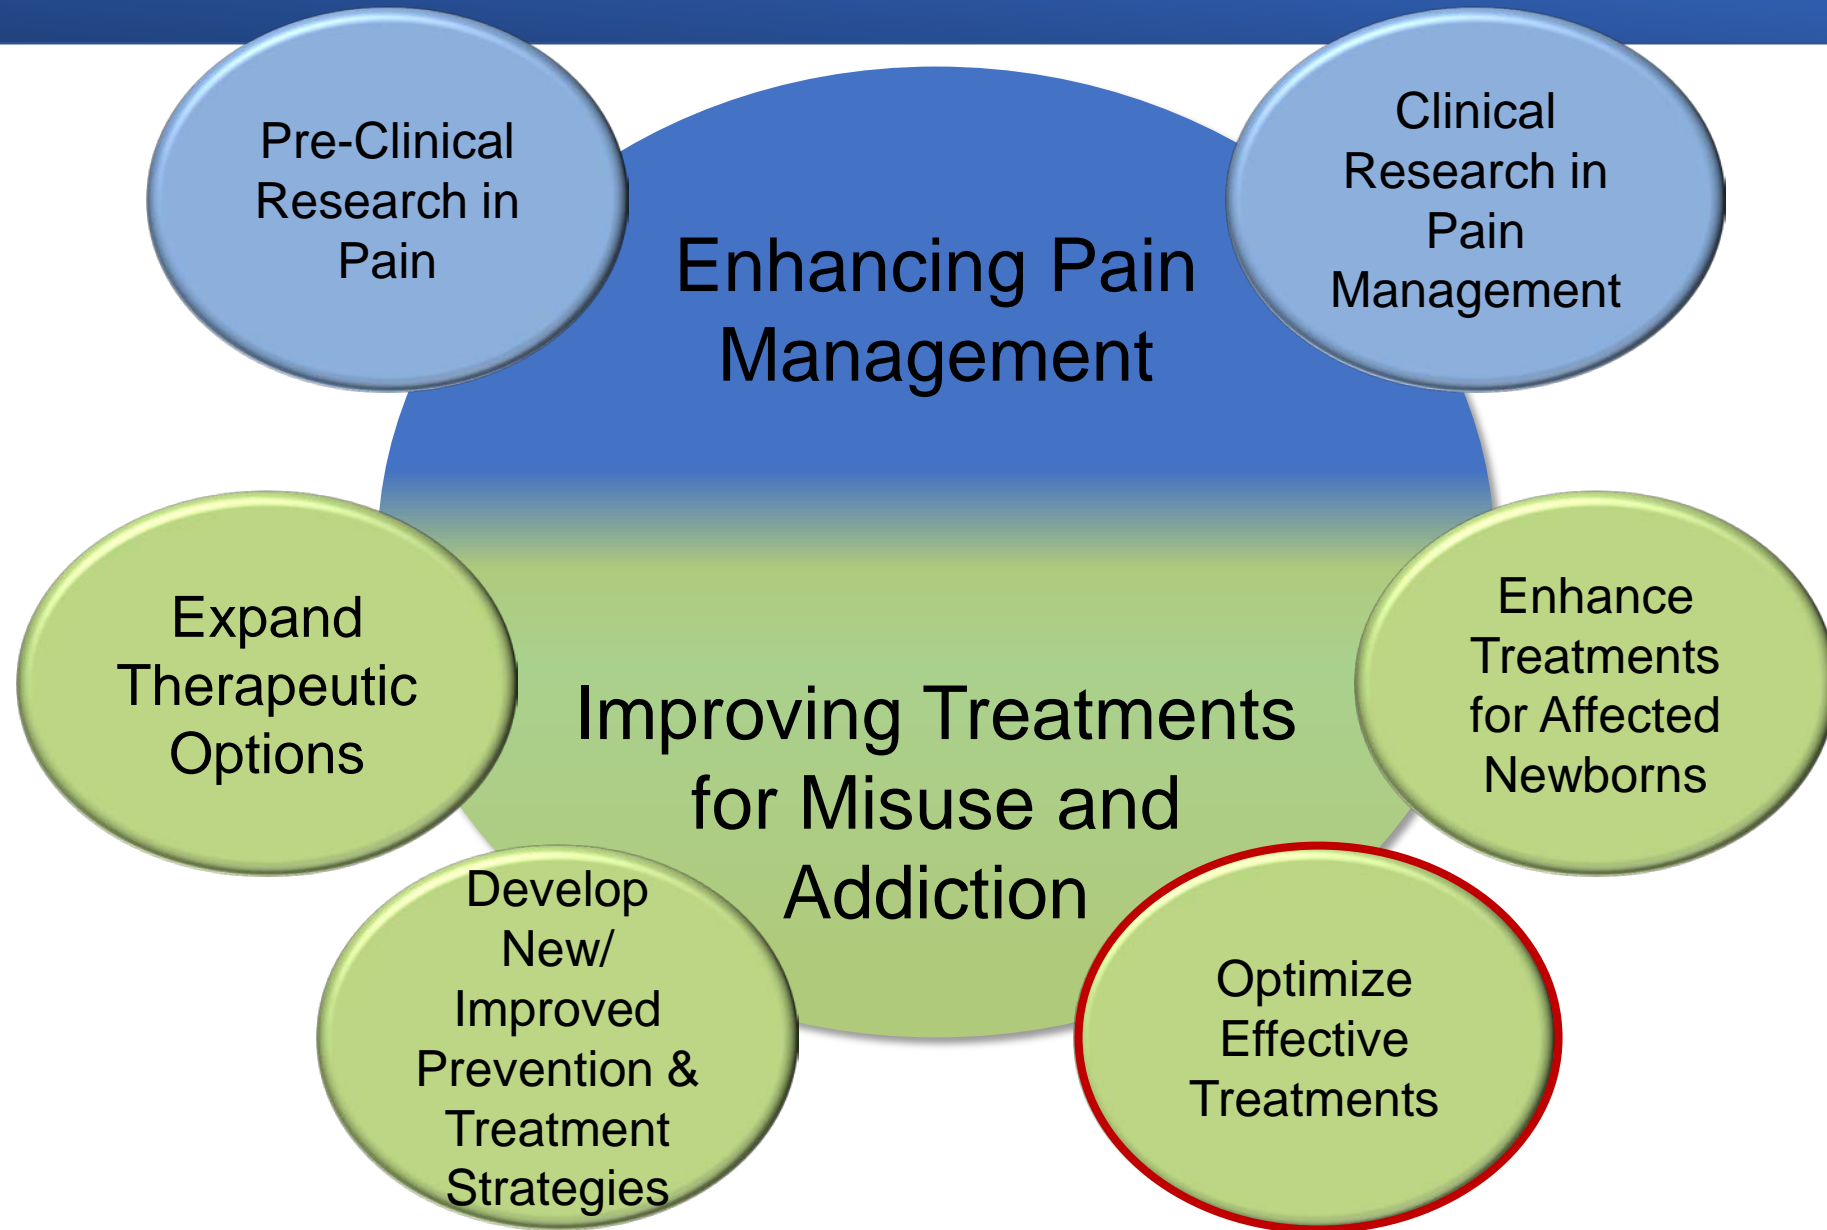 Pre-Clinical
Research in
Pain
Clinical
Research in
Pain
Management
Enhancing Pain
Management
Expand
Therapeutic
Options
Enhance
Treatments
for Affected
Newborns
Improving Treatments
for Misuse and
Addiction
Develop
New/
Improved
Prevention &
Treatment
Strategies
Optimize
Effective
Treatments